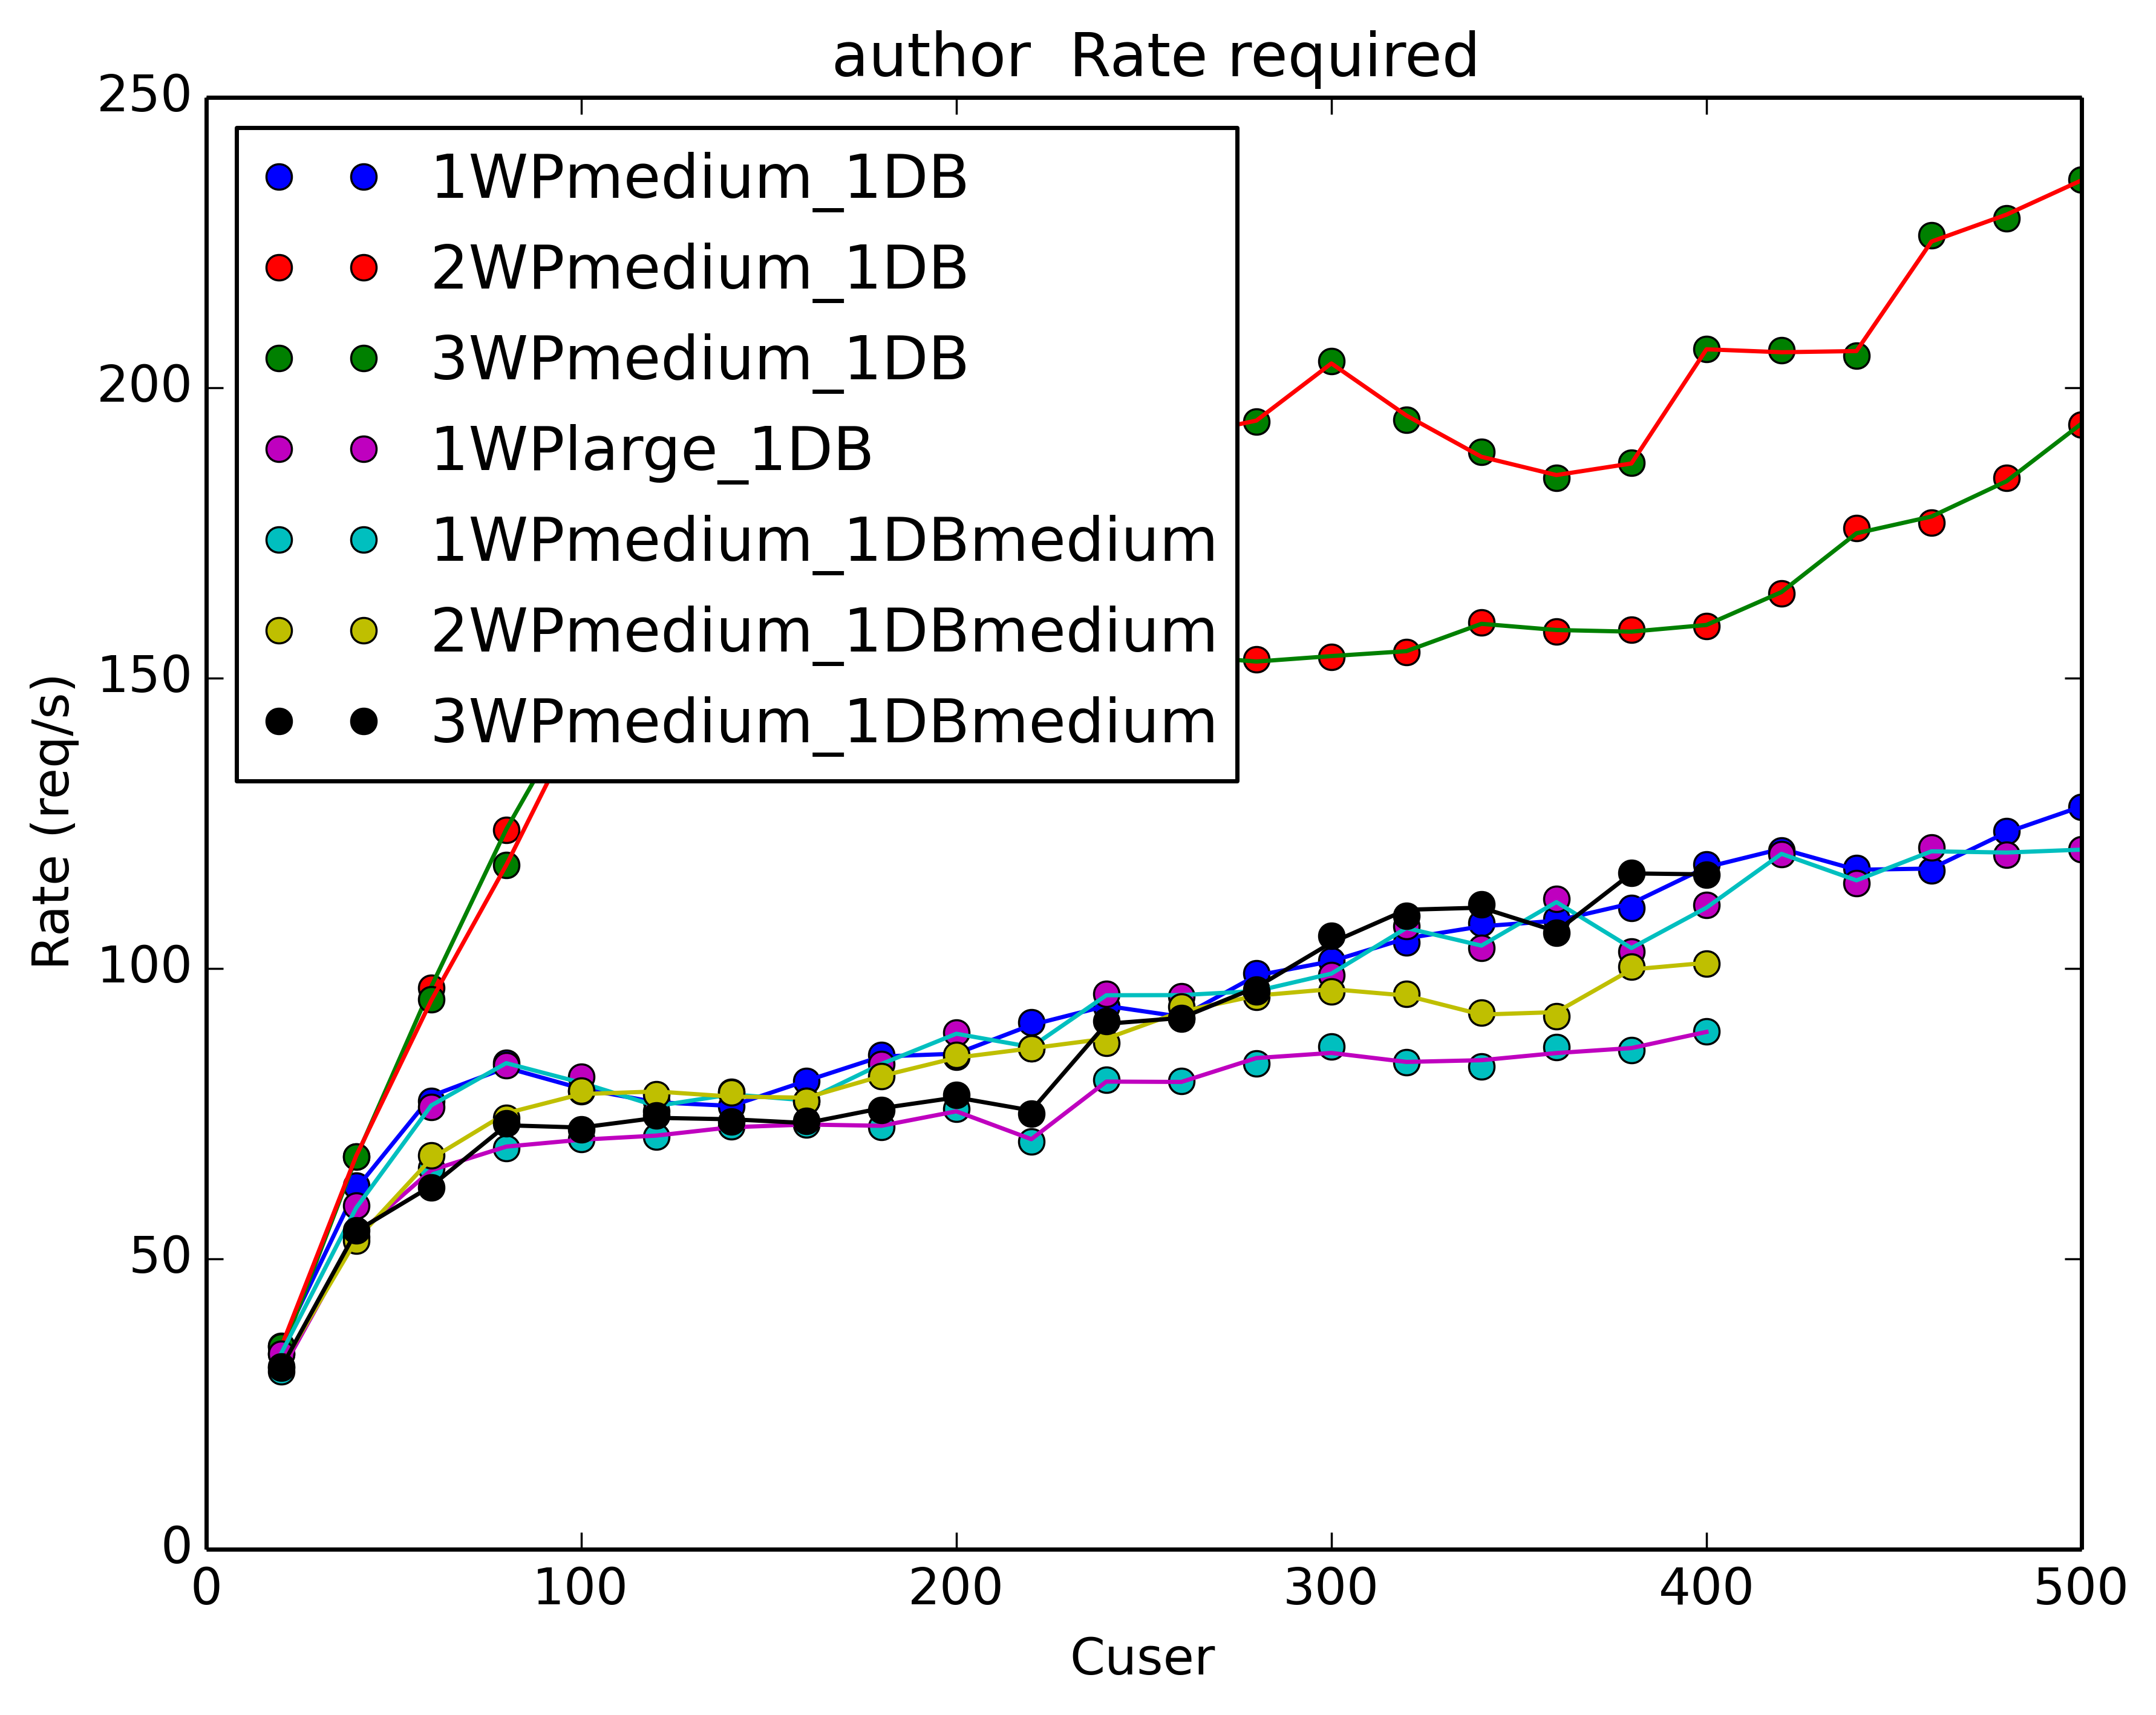 author  Rate required
250
200
150
100
50
0
Rate (req/s)
1WPmedium_1DB
2WPmedium_1DB
3WPmedium_1DB
1WPlarge_1DB
1WPmedium_1DBmedium
2WPmedium_1DBmedium
3WPmedium_1DBmedium
0 100 200 300 400 500
Cuser